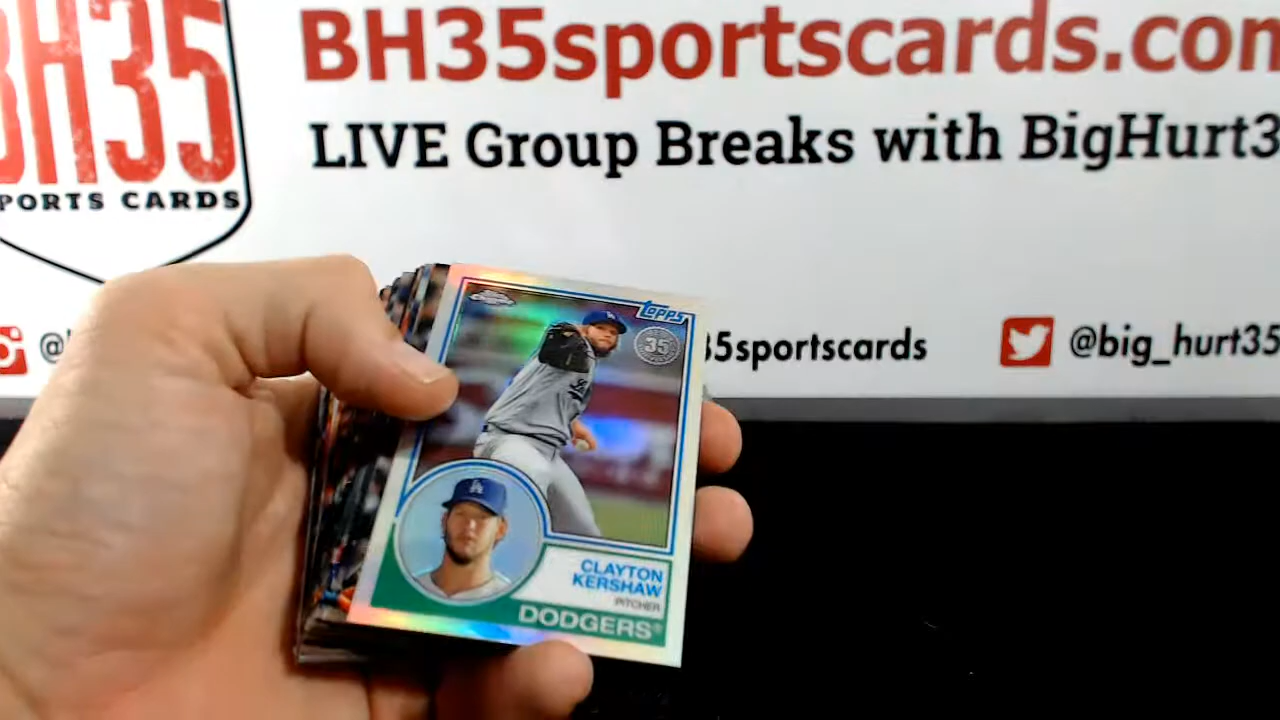 BH35
PORTS CARDS
BH35sportscards.con
LIVE Group Breaks with BigHurt3
@
35sportscards
@big_hurt35
topps
35
CLAYTON
KERSHAW
PITCHER
DODGERS